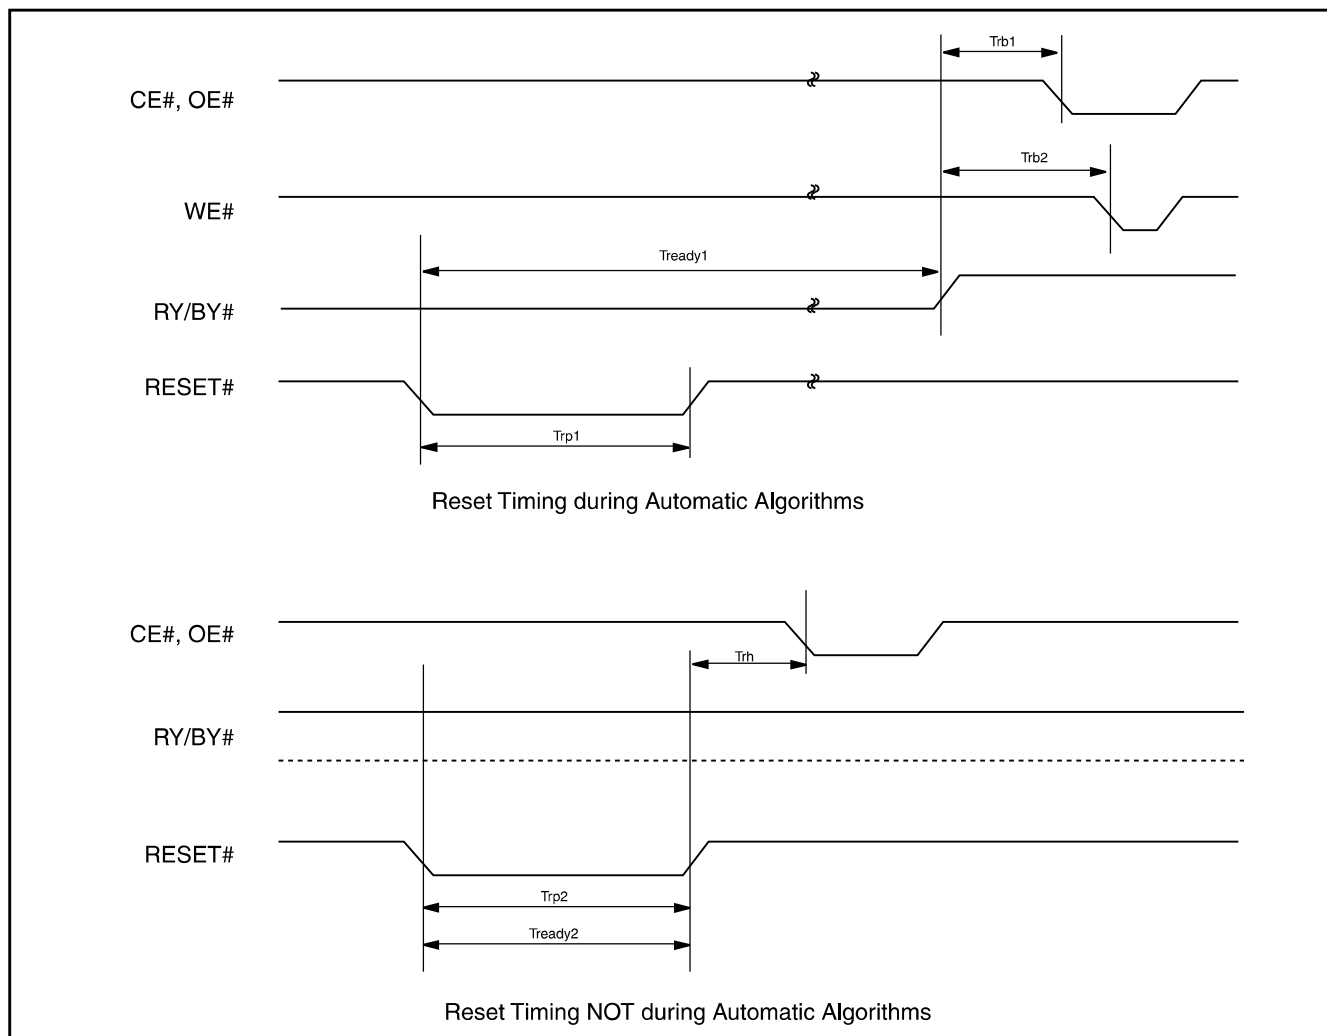 Trb1
CE#, OE#
Trb2
WE#
Tready1
RY/BY#
RESET#
Trp1
Reset Timing during Automatic Algorithms
CE#, OE#
Trh
RY/BY#
RESET#
Trp2
Tready2
Reset Timing NOT during Automatic Algorithms